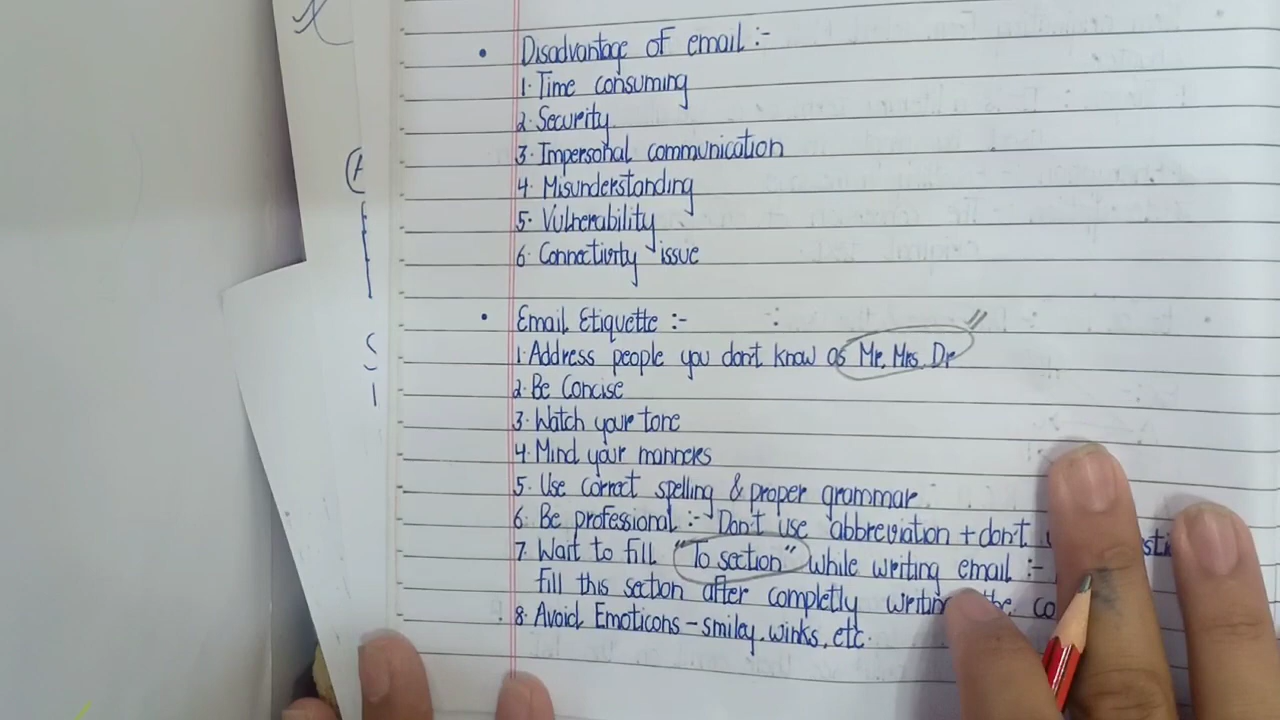 • Disadvantage of email :-
1. Time consuming
2. Security
3. Impersonal communication
4. Misunderstanding
5. Vulnerability
6. Connectivity issue
• Email Etiquette :-
1. Address people you don't know as Mr. Mrs. Dr
2. Be Concise
3. Watch your tone
4. Mind your manners
5. Use correct spelling & proper grammar
6. Be professional :- Don't use abbreviation + don't
7. Wait to fill "To section" while writing email :-
fill this section after completly writing the
8. Avoid Emoticons - smiley, winks, etc.